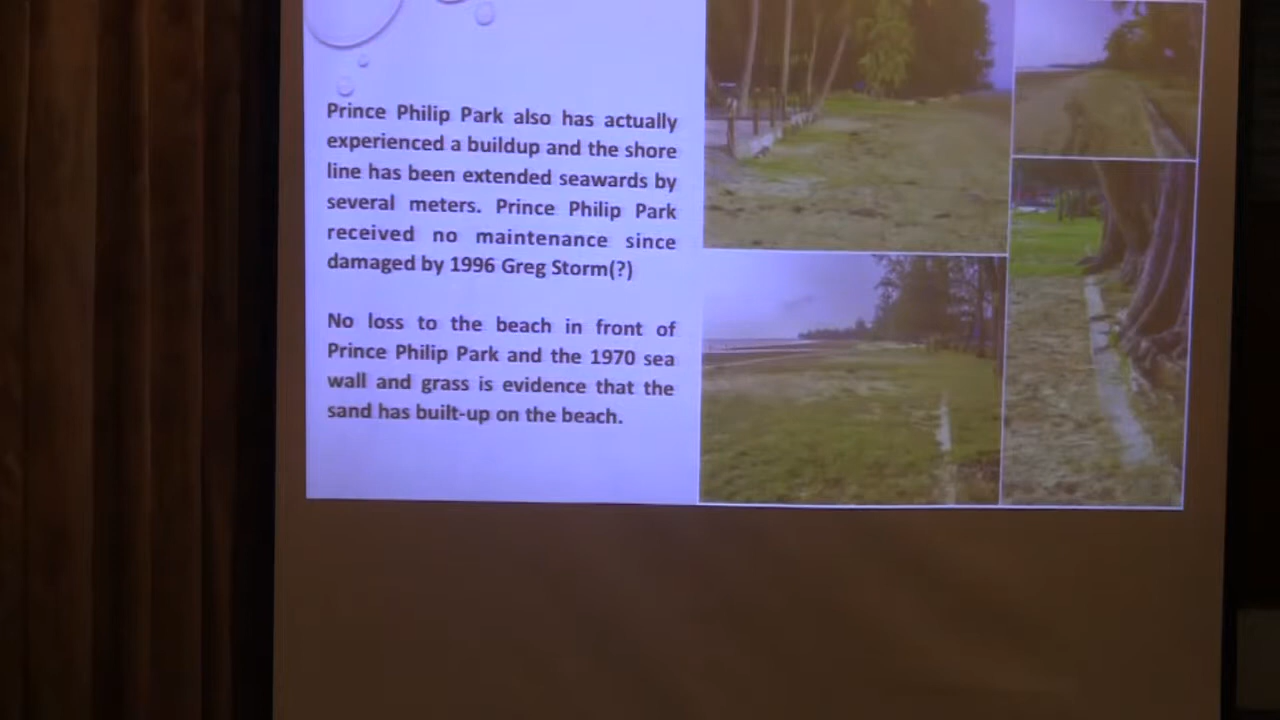 Prince Philip Park also has actually
experienced a buildup and the shore
line has been extended seawards by
several meters. Prince Philip Park
received no maintenance since
damaged by 1996 Greg Storm(?)
No loss to the beach in front of
Prince Philip Park and the 1970 sea
wall and grass is evidence that the
sand has built-up on the beach.